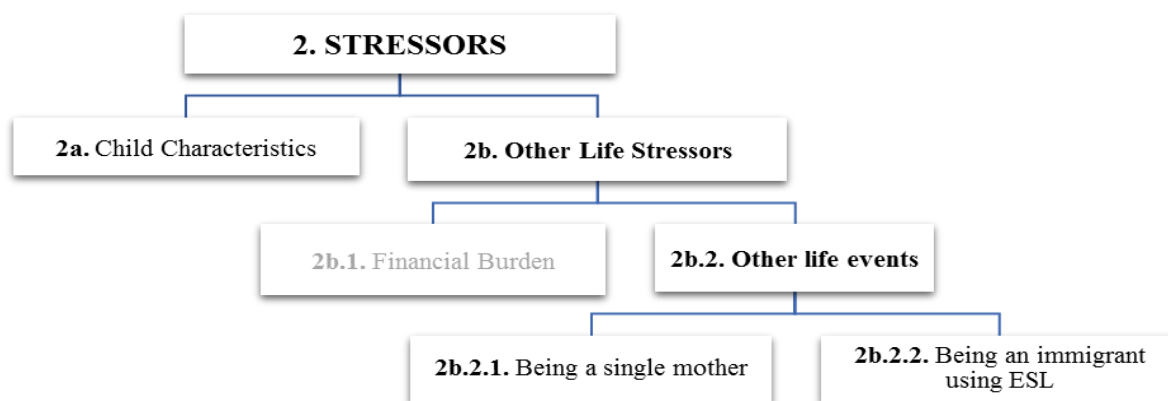 2. STRESSORS
2a. Child Characteristics
2b. Other Life Stressors
2b.1. Financial Burden
2b.2. Other life events
2b.2.1. Being a single mother
2b.2.2. Being an immigrant
using ESL